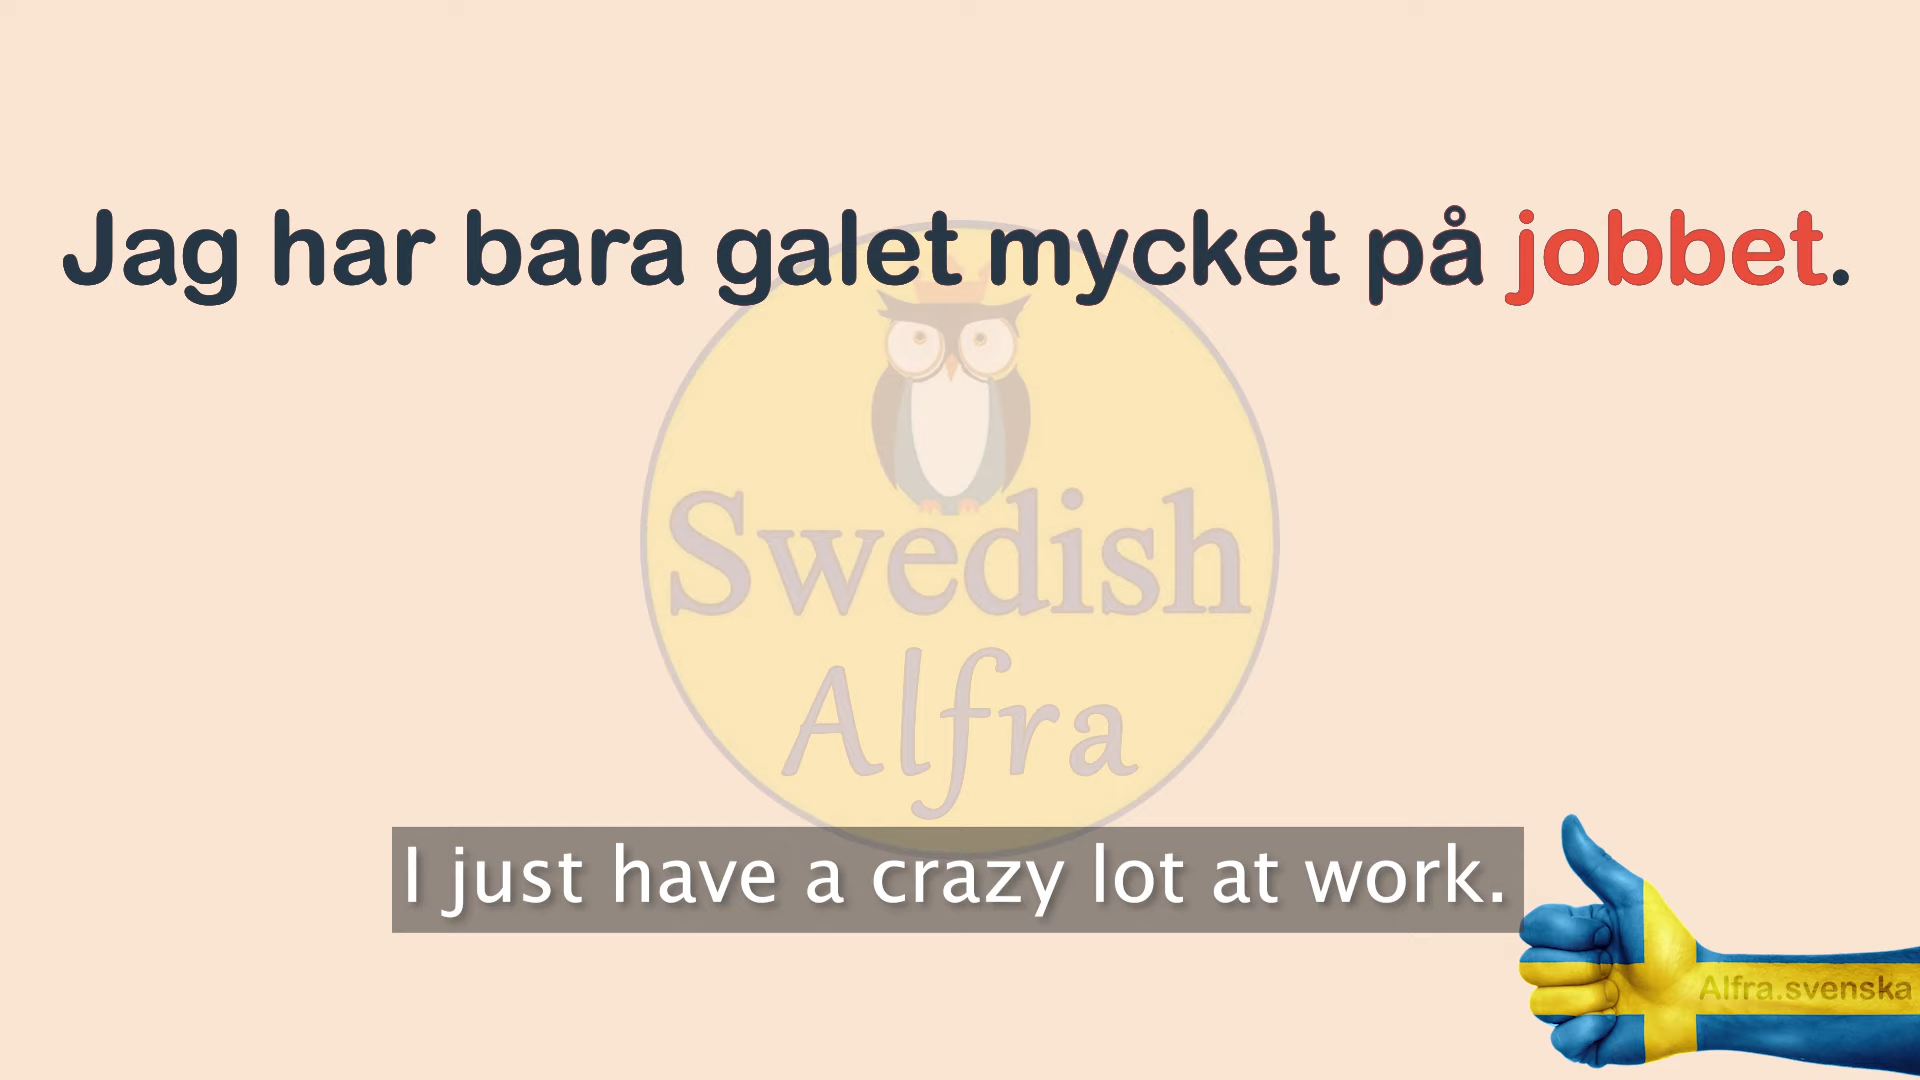 Jag har bara galet mycket på jobbet.
Swedish
Alfra
I just have a crazy lot at work.
Alfra.svenska